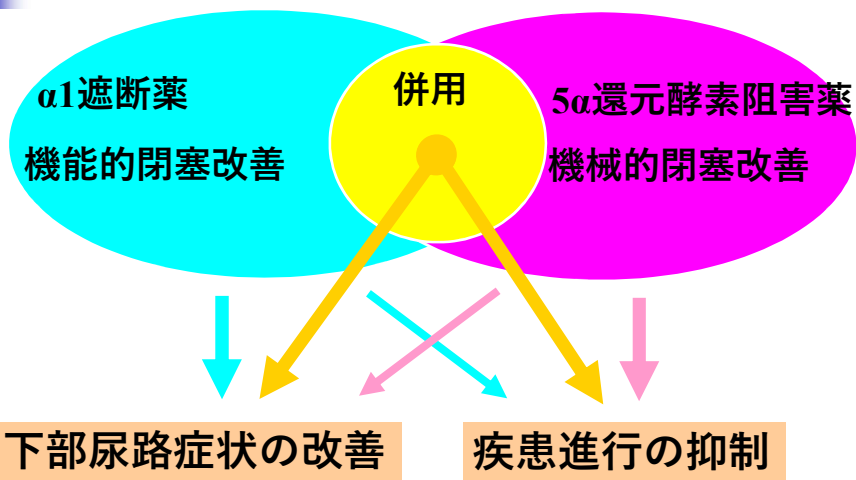 α1遮断薬
機能的閉塞改善
併用
5α還元酵素阻害薬
機械的閉塞改善
下部尿路症状の改善
疾患進行の抑制